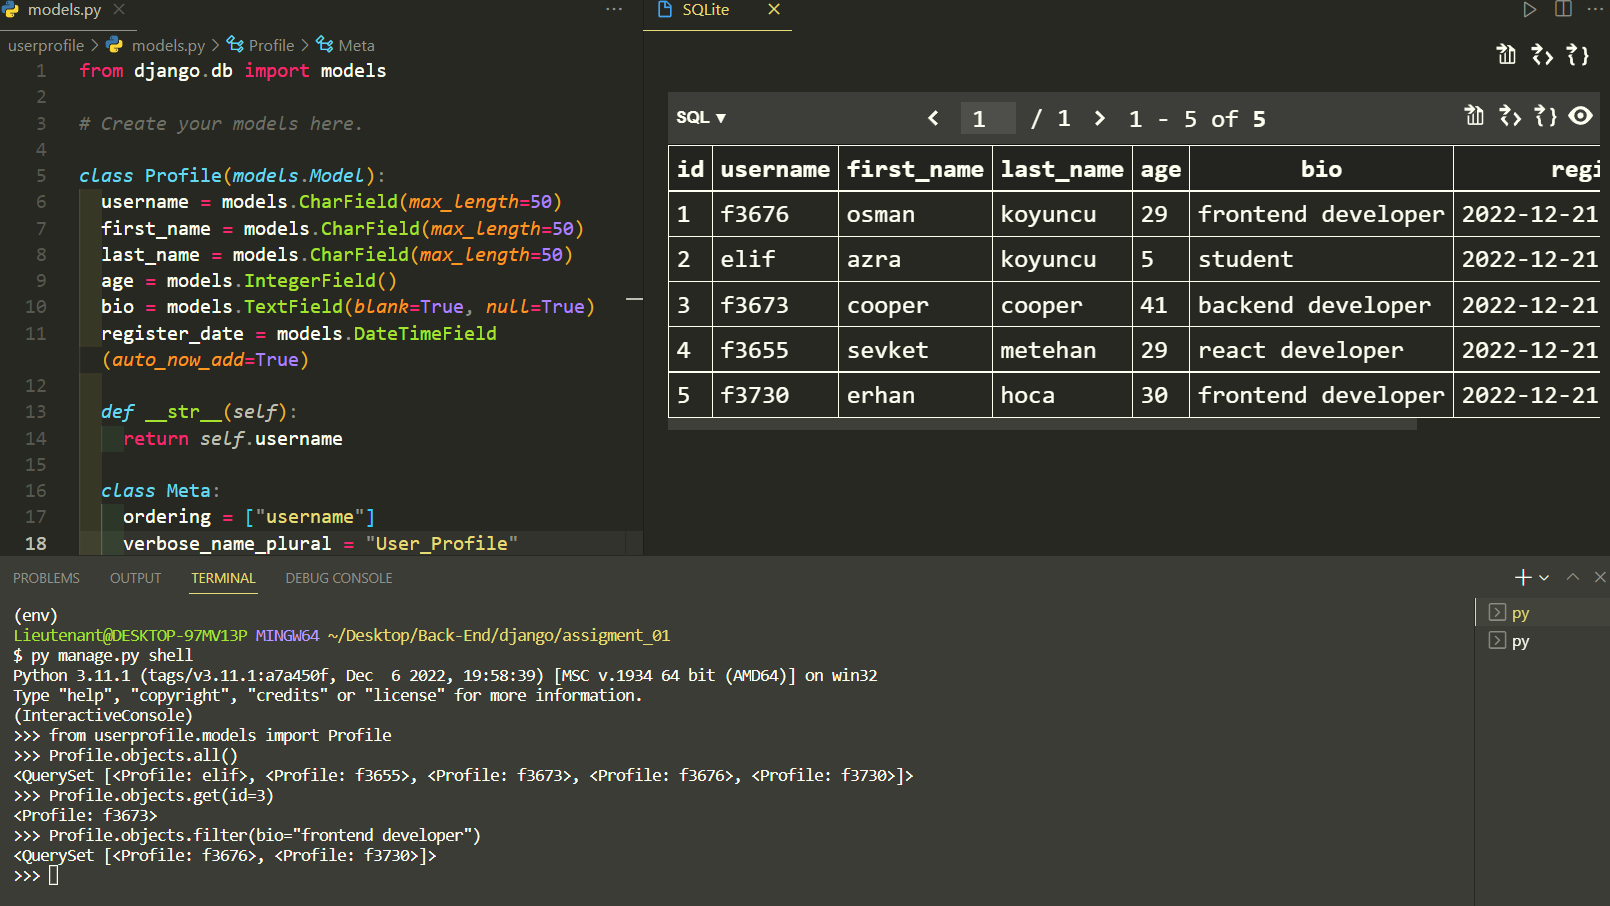 models.py
userprofile > models.py > Profile > Meta
1 from django.db import models
2
3 # Create your models here.
4
5 class Profile(models.Model):
6 username = models.CharField(max_length=50)
7 first_name = models.CharField(max_length=50)
8 last_name = models.CharField(max_length=50)
9 age = models.IntegerField()
10 bio = models.TextField(blank=True, null=True)
11 register_date = models.DateTimeField
(auto_now_add=True)
12
13 def __str__(self):
14 return self.username
15
16 class Meta:
17 ordering = ["username"]
18 verbose_name_plural = "User_Profile"
SQLite
SQL ▼ < 1 / 1 > 1 - 5 of 5
id username first_name last_name age bio regi
1 f3676 osman koyuncu 29 frontend developer 2022-12-21
2 elif azra koyuncu 5 student 2022-12-21
3 f3673 cooper cooper 41 backend developer 2022-12-21
4 f3655 sevket metehan 29 react developer 2022-12-21
5 f3730 erhan hoca 30 frontend developer 2022-12-21
PROBLEMS OUTPUT TERMINAL DEBUG CONSOLE
(env)
Lieutenant@DESKTOP-97MV13P MINGW64 ~/Desktop/Back-End/django/assigment_01
$ py manage.py shell
Python 3.11.1 (tags/v3.11.1:a7a450f, Dec  6 2022, 19:58:39) [MSC v.1934 64 bit (AMD64)] on win32
Type "help", "copyright", "credits" or "license" for more information.
(InteractiveConsole)
>>> from userprofile.models import Profile
>>> Profile.objects.all()
<QuerySet [<Profile: elif>, <Profile: f3655>, <Profile: f3673>, <Profile: f3676>, <Profile: f3730>]>
>>> Profile.objects.get(id=3)
<Profile: f3673>
>>> Profile.objects.filter(bio="frontend developer")
<QuerySet [<Profile: f3676>, <Profile: f3730>]>
>>>
py
py